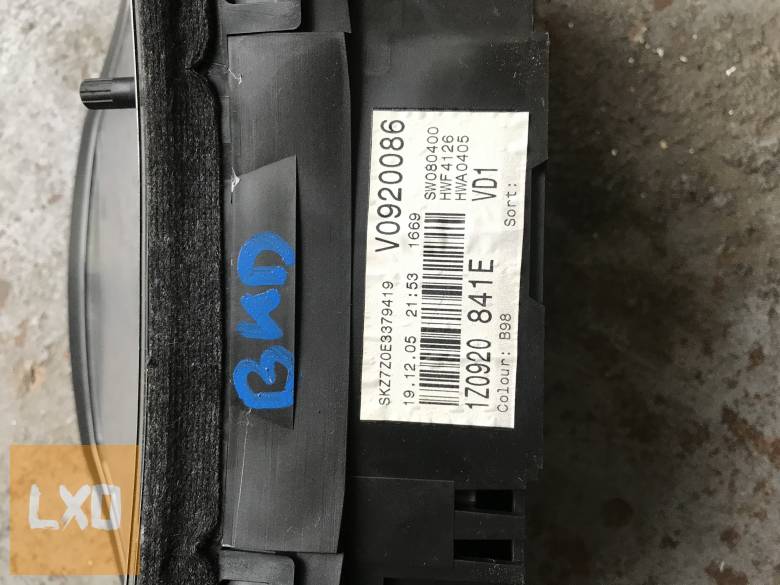 BKD
SKZ7Z0E3379419 V0920086
19.12.05 21:53 1669 SW080400
HWF4126
HWA0405
1Z0920 841E VD1
Colour: B98 Sort:
LXO